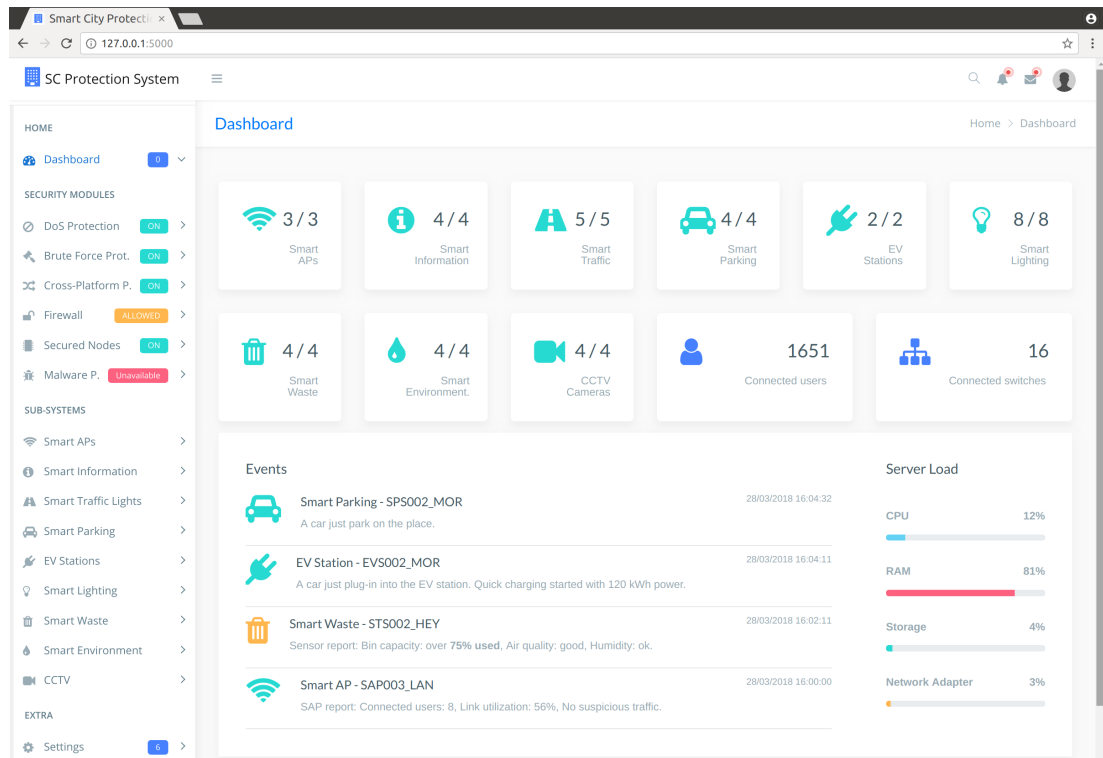 Smart City Protecti
127.0.0.1:5000
SC Protection System
HOME
Dashboard 0
SECURITY MODULES
DoS Protection ON
Brute Force Prot. ON
Cross-Platform P. ON
Firewall ALLOWED
Secured Nodes ON
Malware P. Unavailable
SUB-SYSTEMS
Smart APs
Smart Information
Smart Traffic Lights
Smart Parking
EV Stations
Smart Lighting
Smart Waste
Smart Environment
CCTV
EXTRA
Settings 6
Dashboard
Home > Dashboard
3 / 3
Smart
APs
4 / 4
Smart
Information
5 / 5
Smart
Traffic
4 / 4
Smart
Parking
2 / 2
EV
Stations
8 / 8
Smart
Lighting
4 / 4
Smart
Waste
4 / 4
Smart
Environment.
4 / 4
CCTV
Cameras
1651
Connected users
16
Connected switches
Events
Smart Parking - SPS002_MOR 28/03/2018 16:04:32
A car just park on the place.
EV Station - EVS002_MOR 28/03/2018 16:04:11
A car just plug-in into the EV station. Quick charging started with 120 kWh power.
Smart Waste - STS002_HEY 28/03/2018 16:02:11
Sensor report: Bin capacity: over 75% used, Air quality: good, Humidity: ok.
Smart AP - SAP003_LAN 28/03/2018 16:00:00
SAP report: Connected users: 8, Link utilization: 56%, No suspicious traffic.
Server Load
CPU 12%
RAM 81%
Storage 4%
Network Adapter 3%